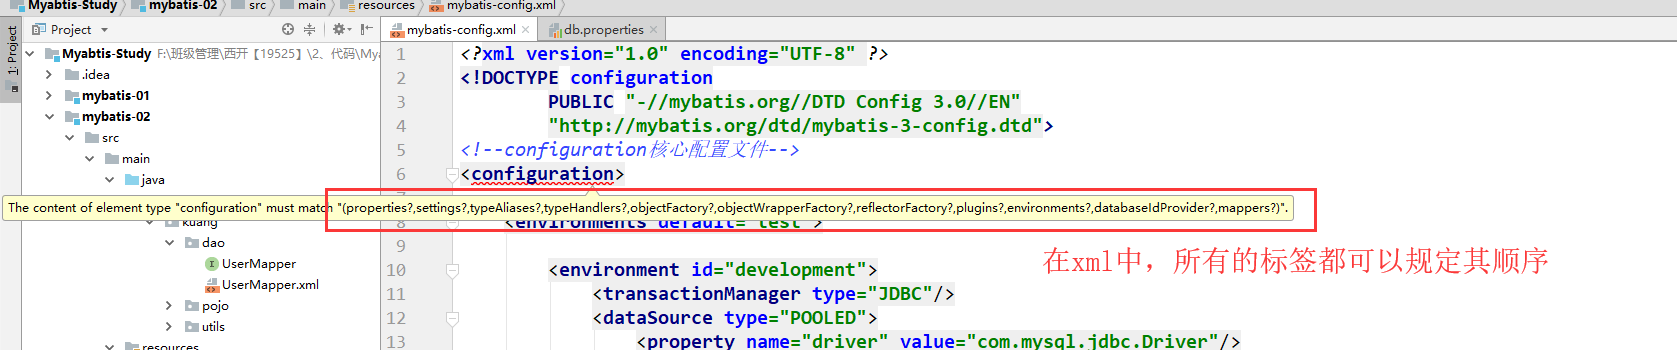 Myabtis-Study mybatis-02 src main resources mybatis-config.xml
Project
mybatis-config.xml db.properties
1: Project
Myabtis-Study F:\班级管理\西开【19525】\2、代码\Mya
.idea
mybatis-01
mybatis-02
src
main
java
kuang
dao
UserMapper
UserMapper.xml
pojo
utils
resources
1 <?xml version="1.0" encoding="UTF-8" ?>
2 <!DOCTYPE configuration
3 PUBLIC "-//mybatis.org//DTD Config 3.0//EN"
4 "http://mybatis.org/dtd/mybatis-3-config.dtd">
5 <!--configuration核心配置文件-->
6 <configuration>
The content of element type "configuration" must match "(properties?,settings?,typeAliases?,typeHandlers?,objectFactory?,objectWrapperFactory?,reflectorFactory?,plugins?,environments?,databaseIdProvider?,mappers?)".
8 <environments default="test">
在xml中，所有的标签都可以规定其顺序
10 <environment id="development">
11 <transactionManager type="JDBC"/>
12 <dataSource type="POOLED">
13 <property name="driver" value="com.mysql.jdbc.Driver"/>